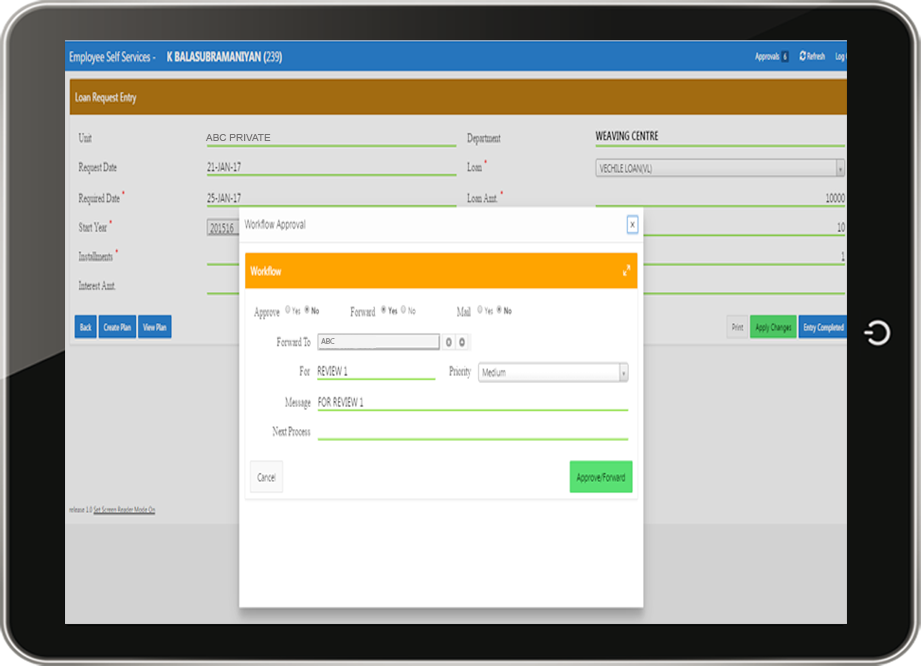 Employee Self Services - K BALASUBRAMANIYAN (239) Approvals 6 Refresh Log
Loan Request Entry
Unit ABC PRIVATE Department WEAVING CENTRE
Request Date 21-JAN-17 Loan * VECHILE LOAN(VL)
Required Date * 25-JAN-17 Loan Amt. * 10000
Start Year * 201516 10
Installments * 1
Interest Amt.
Workflow Approval x
Workflow
Approve Yes No Forward Yes No Mail Yes No
Forward To ABC
For REVIEW 1 Priority Medium
Message FOR REVIEW 1
Next Process
Cancel Approve/Forward
Back Create Plan View Plan Print Apply Changes Entry Completed
release 1.0 Set Screen Reader Mode On